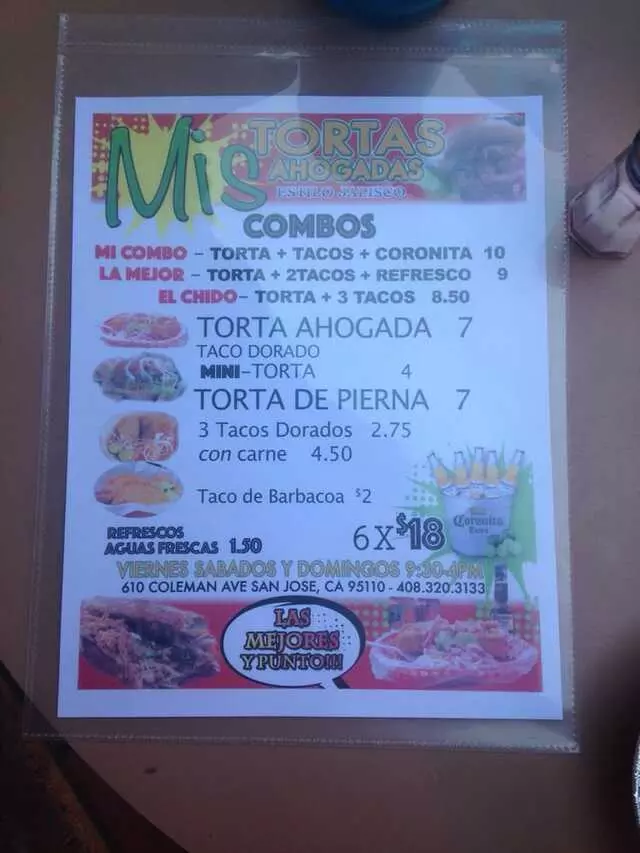 Mis TORTAS
AHOGADAS
ESTILO JALISCO
COMBOS
MI COMBO - TORTA + TACOS + CORONITA 10
LA MEJOR - TORTA + 2TACOS + REFRESCO 9
EL CHIDO- TORTA + 3 TACOS 8.50
TORTA AHOGADA 7
TACO DORADO
MINI-TORTA 4
TORTA DE PIERNA 7
3 Tacos Dorados 2.75
con carne 4.50
Taco de Barbacoa $2
Coronita
Extra
REFRESCOS
AGUAS FRESCAS 1.50
6X$18
VIERNES SABADOS Y DOMINGOS 9:30-4PM
610 COLEMAN AVE SAN JOSE, CA 95110 - 408.320.3133
LAS
MEJORES
Y PUNTO!!!